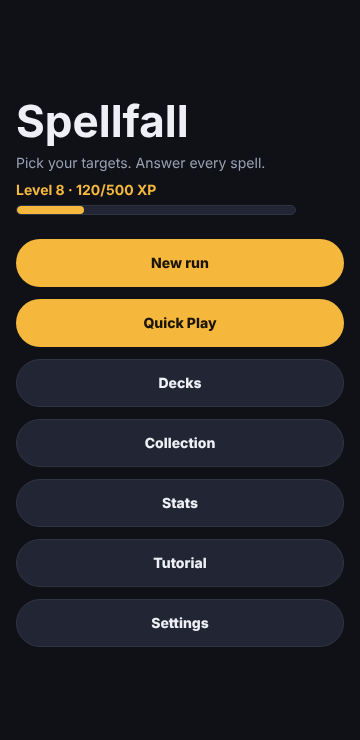 Spellfall
Pick your targets. Answer every spell.
Level 8 · 120/500 XP
New run
Quick Play
Decks
Collection
Stats
Tutorial
Settings